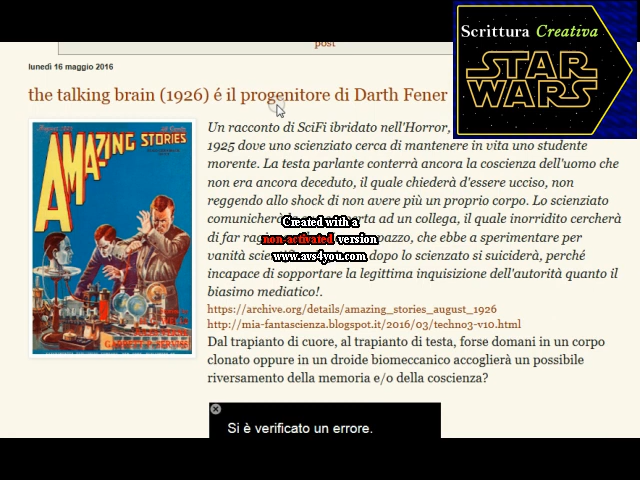 post
Scrittura Creativa
STAR
WARS
lunedì 16 maggio 2016
the talking brain (1926) é il progenitore di Darth Fener
AMAZING STORIES
Un racconto di SciFi ibridato nell'Horror,
1925 dove uno scienziato cerca di mantenere in vita uno studente
morente. La testa parlante conterrà ancora la coscienza dell'uomo che
non era ancora deceduto, il quale chiederà d'essere ucciso, non
reggendo allo shock di non avere più un proprio corpo. Lo scienziato
comunicherà la ad un collega, il quale inorridito cercherà
di far pazzo, che ebbe a sperimentare per
vanità dopo lo scienzato si suiciderà, perché
incapace di sopportare la legittima inquisizione dell'autorità quanto il
biasimo mediatico!.
Created with a
non-activated version
www.avs4you.com
https://archive.org/details/amazing_stories_august_1926
http://mia-fantascienza.blogspot.it/2016/03/techno3-v10.html
Dal trapianto di cuore, al trapianto di testa, forse domani in un corpo
clonato oppure in un droide biomeccanico accoglierà un possibile
riversamento della memoria e/o della coscienza?
Si è verificato un errore.